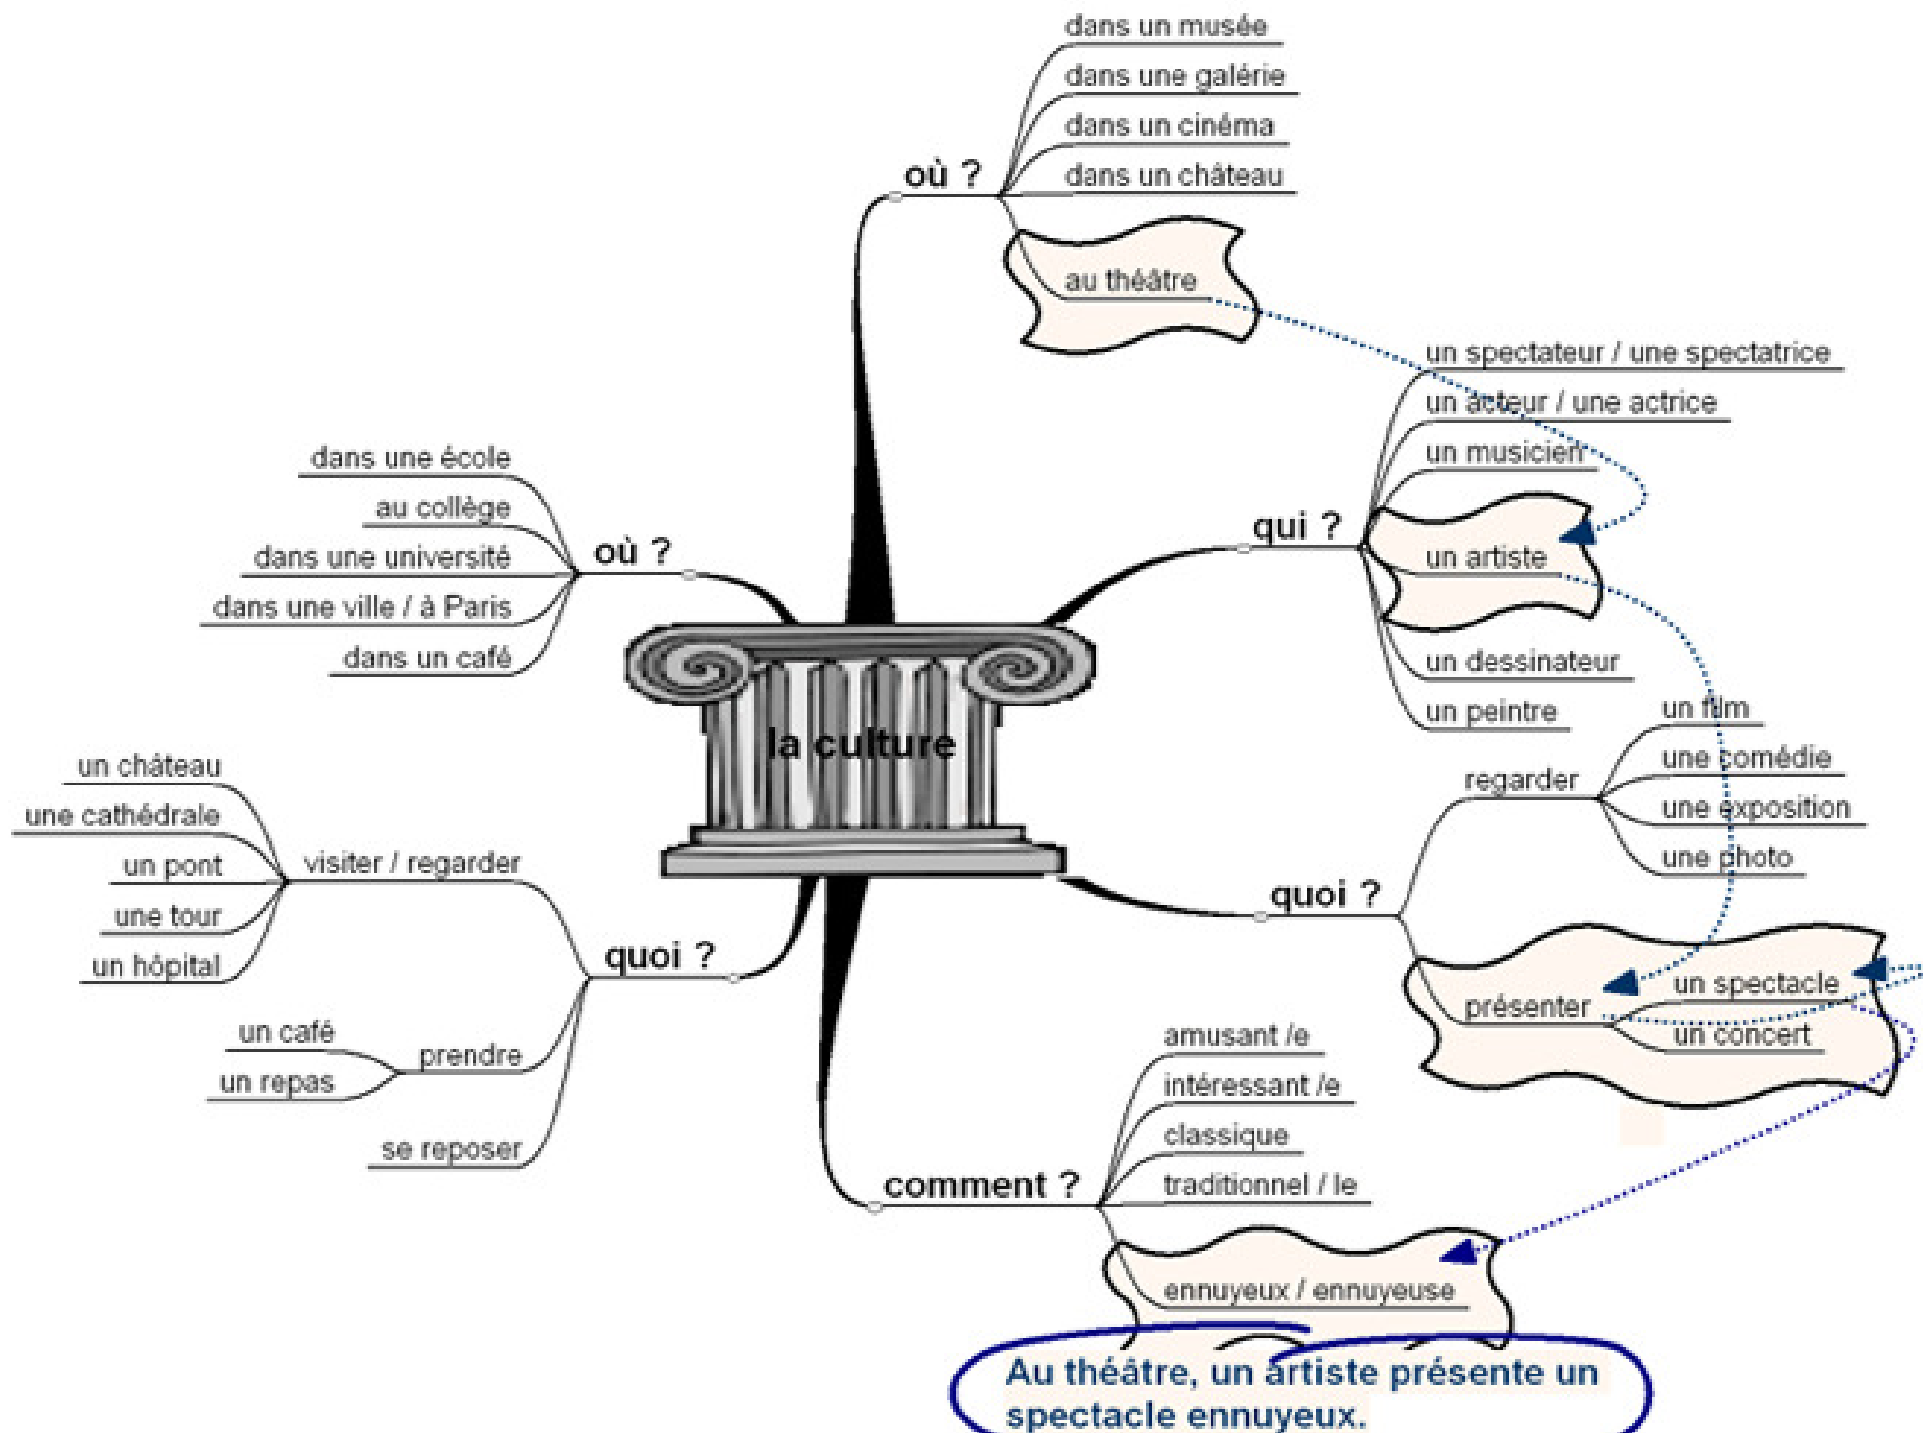 dans un musée
dans une galérie
dans un cinéma
dans un château
où ?
au théâtre
un spectateur / une spectatrice
un acteur / une actrice
un musicien
qui ?
un artiste
un dessinateur
un peintre
dans une école
au collège
dans une université
où ?
dans une ville / à Paris
dans un café
la culture
un film
une comédie
regarder
une exposition
une photo
quoi ?
un spectacle
présenter
un concert
un château
une cathédrale
un pont
visiter / regarder
une tour
un hôpital
quoi ?
un café
prendre
un repas
se reposer
amusant /e
intéressant /e
classique
traditionnel / le
comment ?
ennuyeux / ennuyeuse
Au théâtre, un artiste présente un
spectacle ennuyeux.